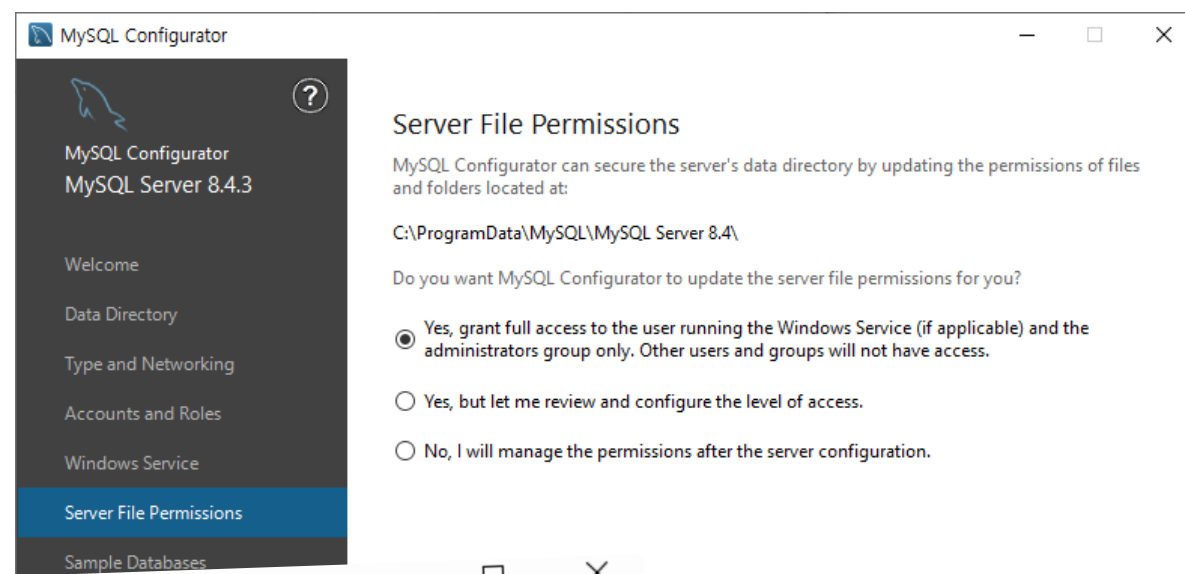 MySQL Configurator
?
MySQL Configurator
MySQL Server 8.4.3
Welcome
Data Directory
Type and Networking
Accounts and Roles
Windows Service
Server File Permissions
Sample Databases
Server File Permissions
MySQL Configurator can secure the server's data directory by updating the permissions of files
and folders located at:
C:\ProgramData\MySQL\MySQL Server 8.4\
Do you want MySQL Configurator to update the server file permissions for you?
Yes, grant full access to the user running the Windows Service (if applicable) and the
administrators group only. Other users and groups will not have access.
Yes, but let me review and configure the level of access.
No, I will manage the permissions after the server configuration.